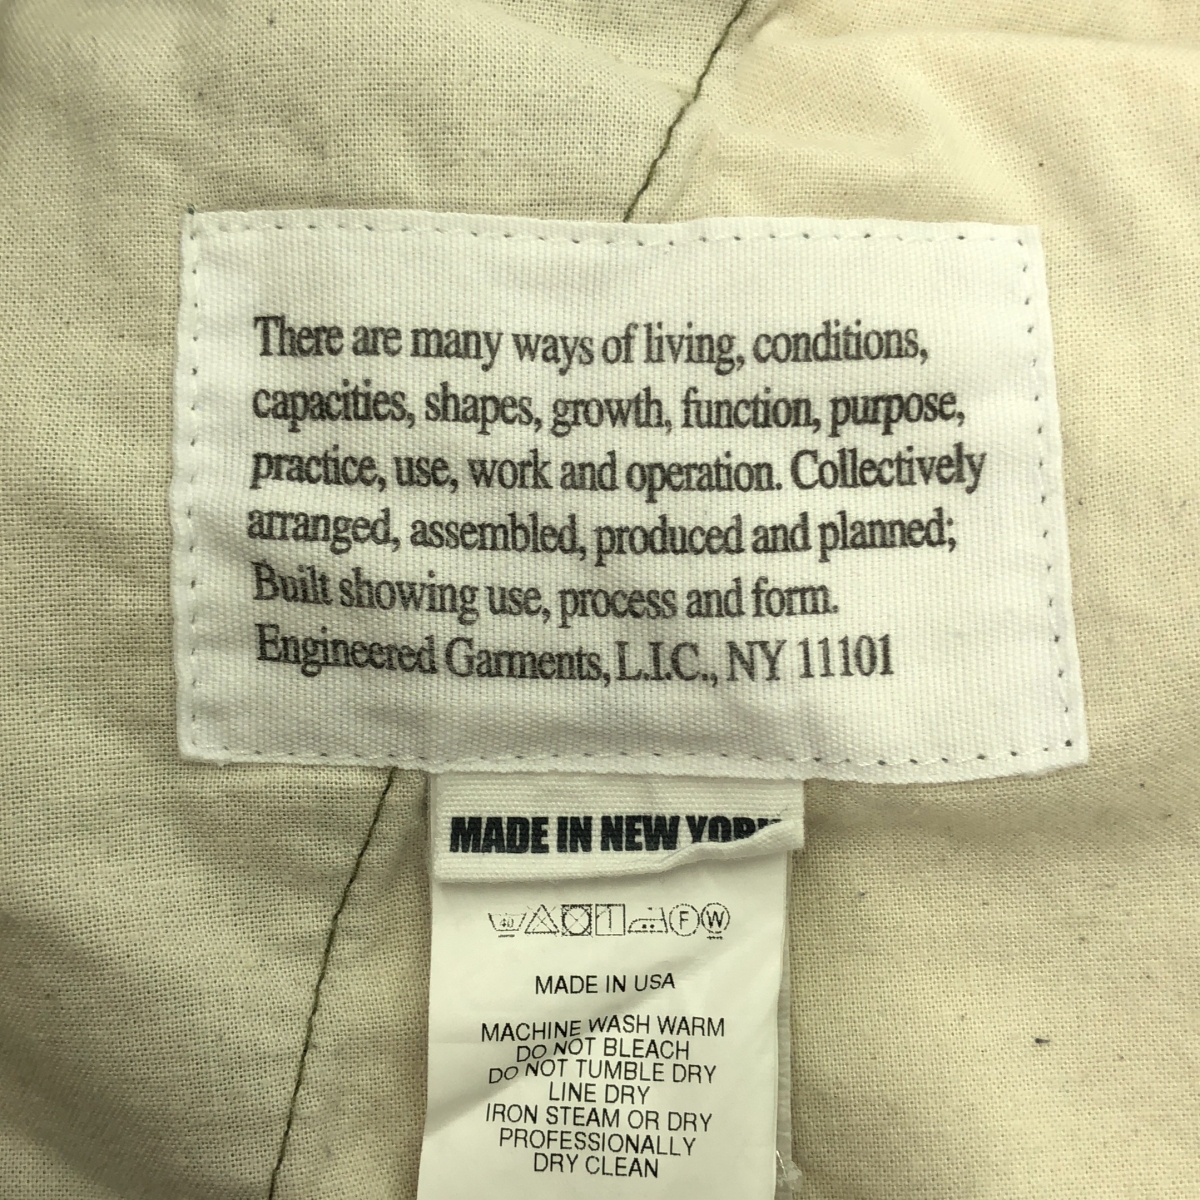 There are many ways of living, conditions,
capacities, shapes, growth, function, purpose,
practice, use, work and operation. Collectively
arranged, assembled, produced and planned;
Built showing use, process and form.
Engineered Garments, L.I.C., NY 11101
MADE IN NEW YORK
40 F W
MADE IN USA
MACHINE WASH WARM
DO NOT BLEACH
DO NOT TUMBLE DRY
LINE DRY
IRON STEAM OR DRY
PROFESSIONALLY
DRY CLEAN